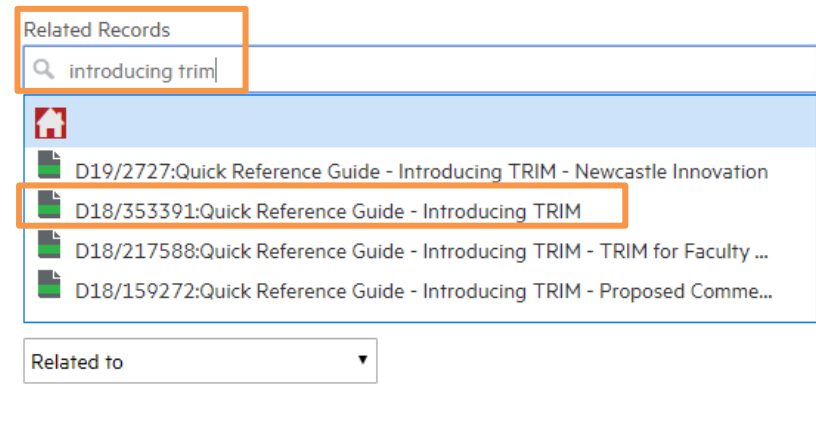 Related Records
introducing trim
D19/2727:Quick Reference Guide - Introducing TRIM - Newcastle Innovation
D18/353391:Quick Reference Guide - Introducing TRIM
D18/217588:Quick Reference Guide - Introducing TRIM - TRIM for Faculty ...
D18/159272:Quick Reference Guide - Introducing TRIM - Proposed Comme...
Related to